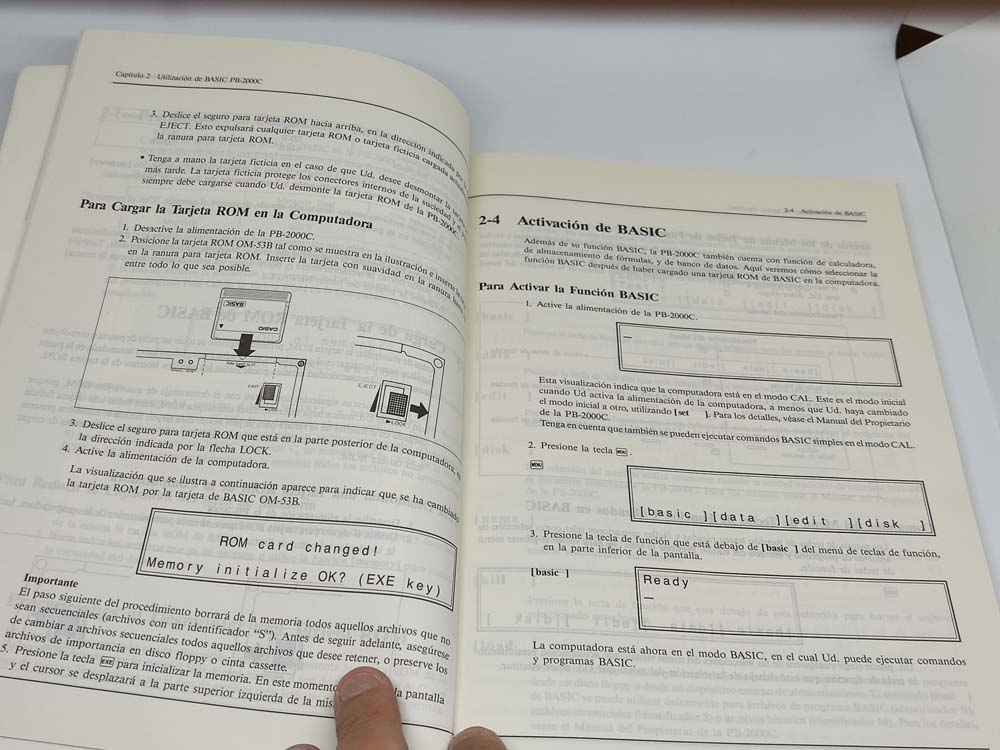 Capítulo 2 Utilización de BASIC PB-2000C
3. Deslice el seguro para tarjeta ROM hacia arriba, en la dirección indicada
EJECT. Esto expulsará cualquier tarjeta ROM o tarjeta ficticia cargada
la ranura para tarjeta ROM.
• Tenga a mano la tarjeta ficticia en el caso de que Ud. desee desmontar la
más tarde. La tarjeta ficticia protege los conectores internos de la suciedad y
siempre debe cargarse cuando Ud. desmonte la tarjeta ROM de la PB-2000C.
Para Cargar la Tarjeta ROM en la Computadora
1. Desactive la alimentación de la PB-2000C.
2. Posicione la tarjeta ROM OM-53B tal como se muestra en la ilustración e inserte
en la ranura para tarjeta ROM. Inserte la tarjeta con suavidad en la ranura
entre todo lo que sea posible.
BASIC
CASIO
EJECT
EJECT
LOCK
3. Deslice el seguro para tarjeta ROM que está en la parte posterior de la computadora,
la dirección indicada por la flecha LOCK.
4. Active la alimentación de la computadora.
La visualización que se ilustra a continuación aparece para indicar que se ha cambiado
la tarjeta ROM por la tarjeta de BASIC OM-53B.
ROM card changed!
Memory initialize OK? (EXE key)
Importante
El paso siguiente del procedimiento borrará de la memoria todos aquellos archivos que no
sean secuenciales (archivos con un identificador “S”). Antes de seguir adelante, asegúrese
de cambiar a archivos secuenciales todos aquellos archivos que desee retener, o preserve los
archivos de importancia en disco floppy o cinta cassette.
5. Presione la tecla EXE para inicializar la memoria. En este momento la pantalla
y el cursor se desplazará a la parte superior izquierda de la
2-4 Activación de BASIC
2-4 Activación de BASIC
Además de su función BASIC, la PB-2000C también cuenta con función de calculadora,
de almacenamiento de fórmulas, y de banco de datos. Aquí veremos cómo seleccionar la
función BASIC después de haber cargado una tarjeta ROM de BASIC en la computadora.
Para Activar la Función BASIC
1. Active la alimentación de la PB-2000C.
_
Esta visualización indica que la computadora está en el modo CAL. Este es el modo inicial
cuando Ud activa la alimentación de la computadora, a menos que Ud. haya cambiado
el modo inicial a otro, utilizando [set ]. Para los detalles, véase el Manual del Propietario
de la PB-2000C.
Tenga en cuenta que también se pueden ejecutar comandos BASIC simples en el modo CAL.
2. Presione la tecla MENU.
MENU
[basic ][data ][edit ][disk ]
3. Presione la tecla de función que está debajo de [basic ] del menú de teclas de función,
en la parte inferior de la pantalla.
[basic ]
Ready
_
La computadora está ahora en el modo BASIC, en el cual Ud. puede ejecutar comandos
y programas BASIC.